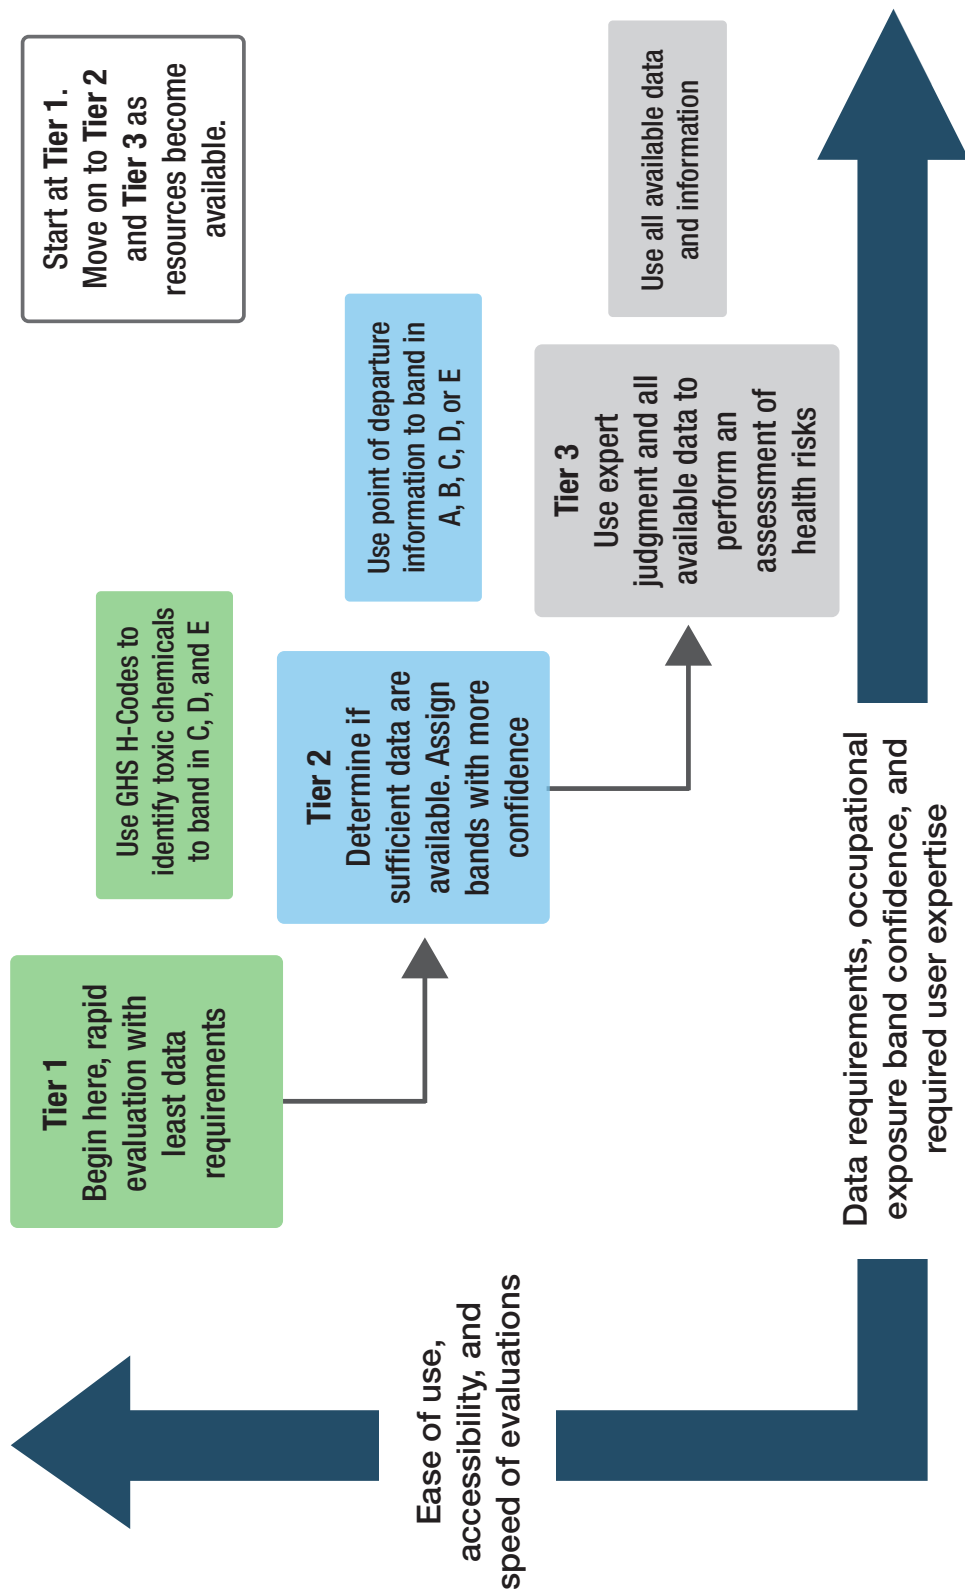 Start at Tier 1.
Move on to Tier 2
and Tier 3 as
resources become
available.
Tier 1
Begin here, rapid
evaluation with
least data
requirements
Use GHS H-Codes to
identify toxic chemicals
to band in C, D, and E
Tier 2
Determine if
sufficient data are
available. Assign
bands with more
confidence
Use point of departure
information to band in
A, B, C, D, or E
Tier 3
Use expert
judgment and all
available data to
perform an
assessment of
health risks
Use all available data
and information
Ease of use,
accessibility, and
speed of evaluations
Data requirements, occupational
exposure band confidence, and
required user expertise